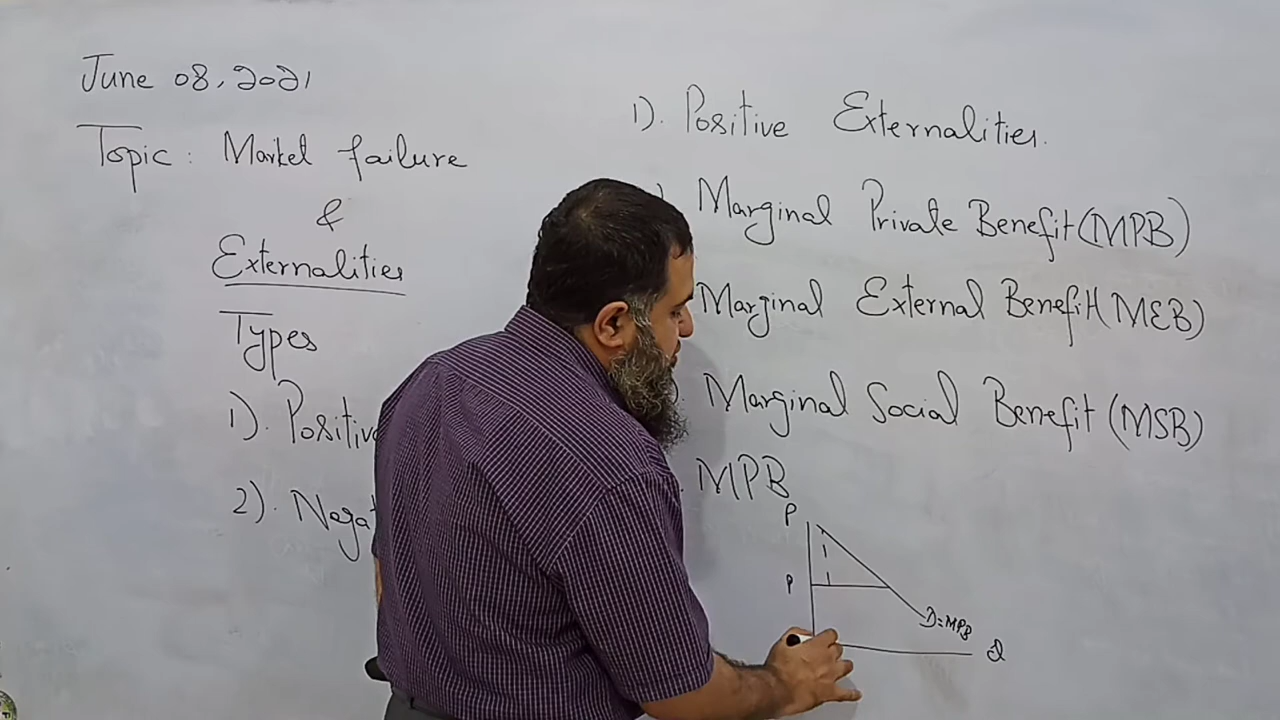 June 08, 2021
Topic: Market failure
&
Externalities
Types
1). Positiv
2). Negat
1). Positive Externalities.
Marginal Private Benefit (MPB)
Marginal External Benefit (MEB)
Marginal Social Benefit (MSB)
MPB
P
P
D=MPB
Q